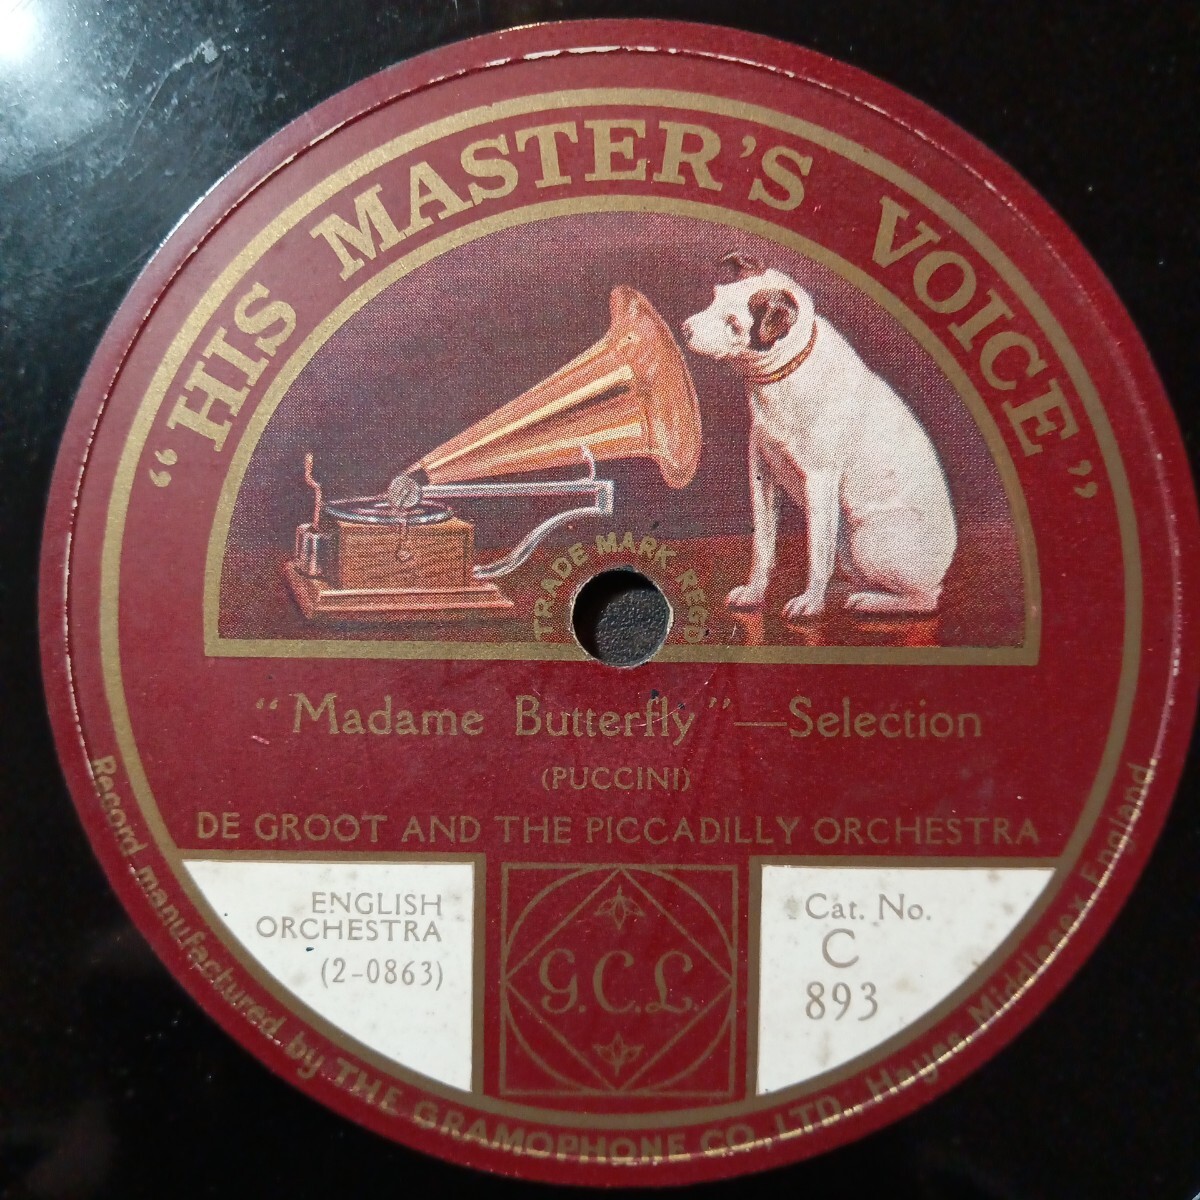 “HIS MASTER'S VOICE”
TRADE MARK REGD
“Madame Butterfly”—Selection
(PUCCINI)
DE GROOT AND THE PICCADILLY ORCHESTRA
ENGLISH
ORCHESTRA
(2-0863)
G.C.L.
Cat. No.
C
893
Record manufactured by THE GRAMOPHONE CO., LTD., Hayes, Middlesex, England.